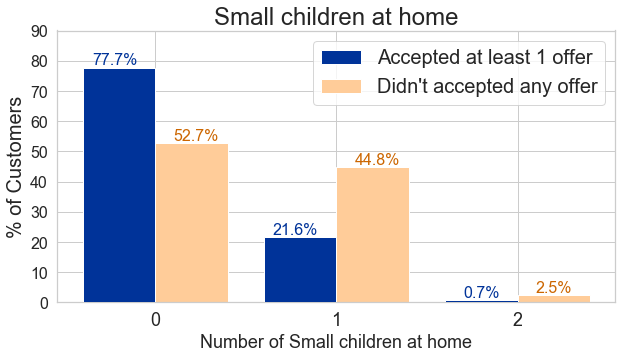 Small children at home
Accepted at least 1 offer
Didn't accepted any offer
% of Customers
90
80
70
60
50
40
30
20
10
0
77.7%
52.7%
21.6%
44.8%
0.7%
2.5%
0 1 2
Number of Small children at home